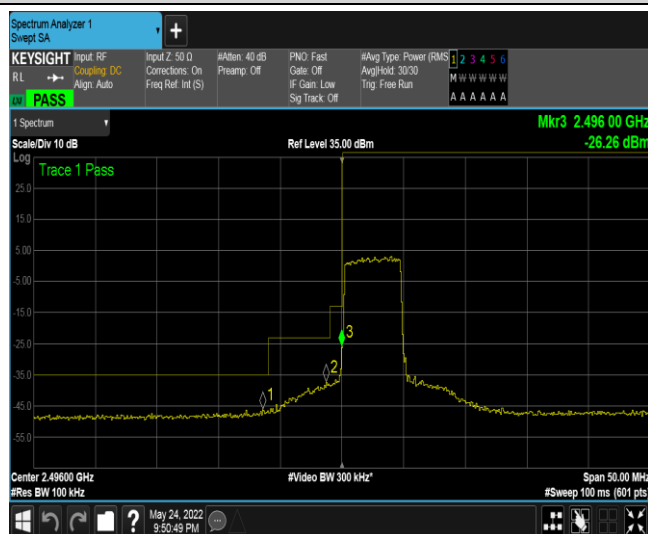 Spectrum Analyzer 1
Swept SA
+
KEYSIGHT
RL
LXI
PASS
Input: RF
Coupling: DC
Align: Auto
Input Z: 50 Ω
Corrections: On
Freq Ref: Int (S)
#Atten: 40 dB
Preamp: Off
PNO: Fast
Gate: Off
IF Gain: Low
Sig Track: Off
#Avg Type: Power (RMS
Avg|Hold: 30/30
Trig: Free Run
1 2 3 4 5 6
M W W W W W
A A A A A A
1 Spectrum
Mkr3 2.496 00 GHz
Scale/Div 10 dB
Ref Level 35.00 dBm
-26.26 dBm
Log
Trace 1 Pass
25.0
15.0
5.00
-5.00
-15.0
-25.0
-35.0
-45.0
-55.0
3
2
1
Center 2.49600 GHz
#Video BW 300 kHz*
Span 50.00 MHz
#Res BW 100 kHz
#Sweep 100 ms (601 pts)
?
May 24, 2022
9:50:49 PM